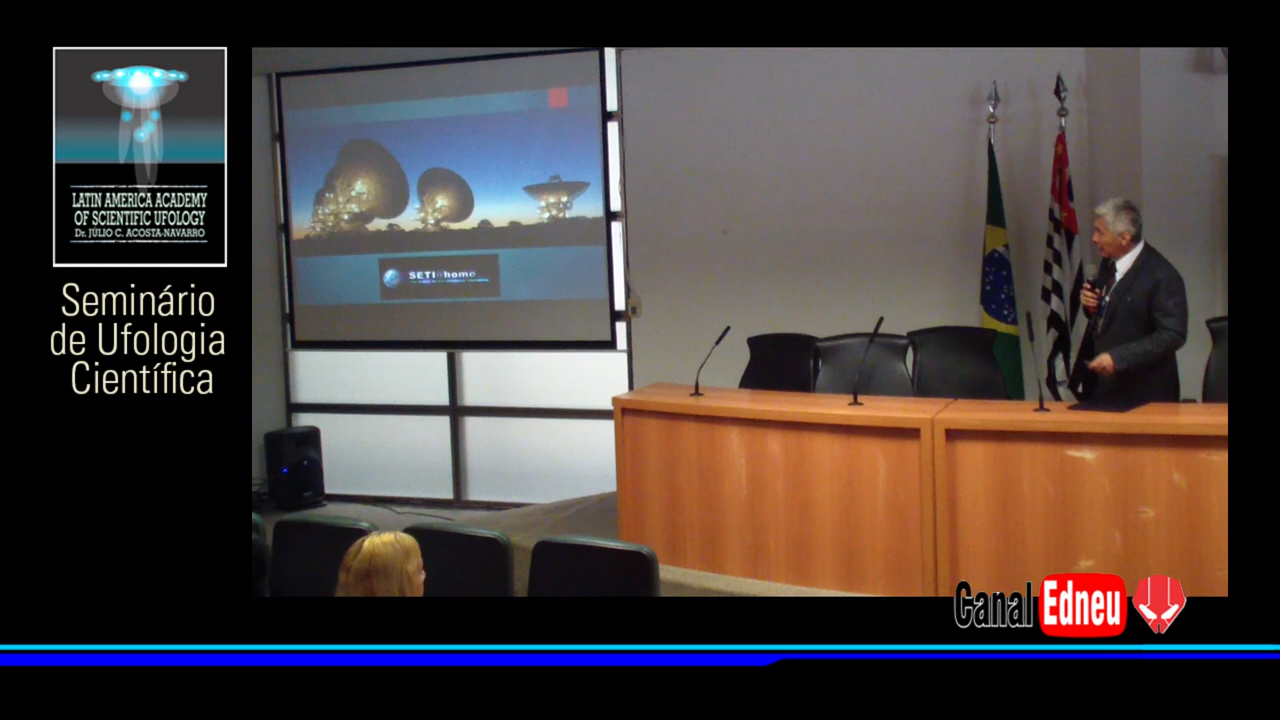 LATIN AMERICA ACADEMY
OF SCIENTIFIC UFOLOGY
Dr. JÚLIO C. ACOSTA-NAVARRO
Seminário
de Ufologia
Científica
SETI@home
Canal Edneu